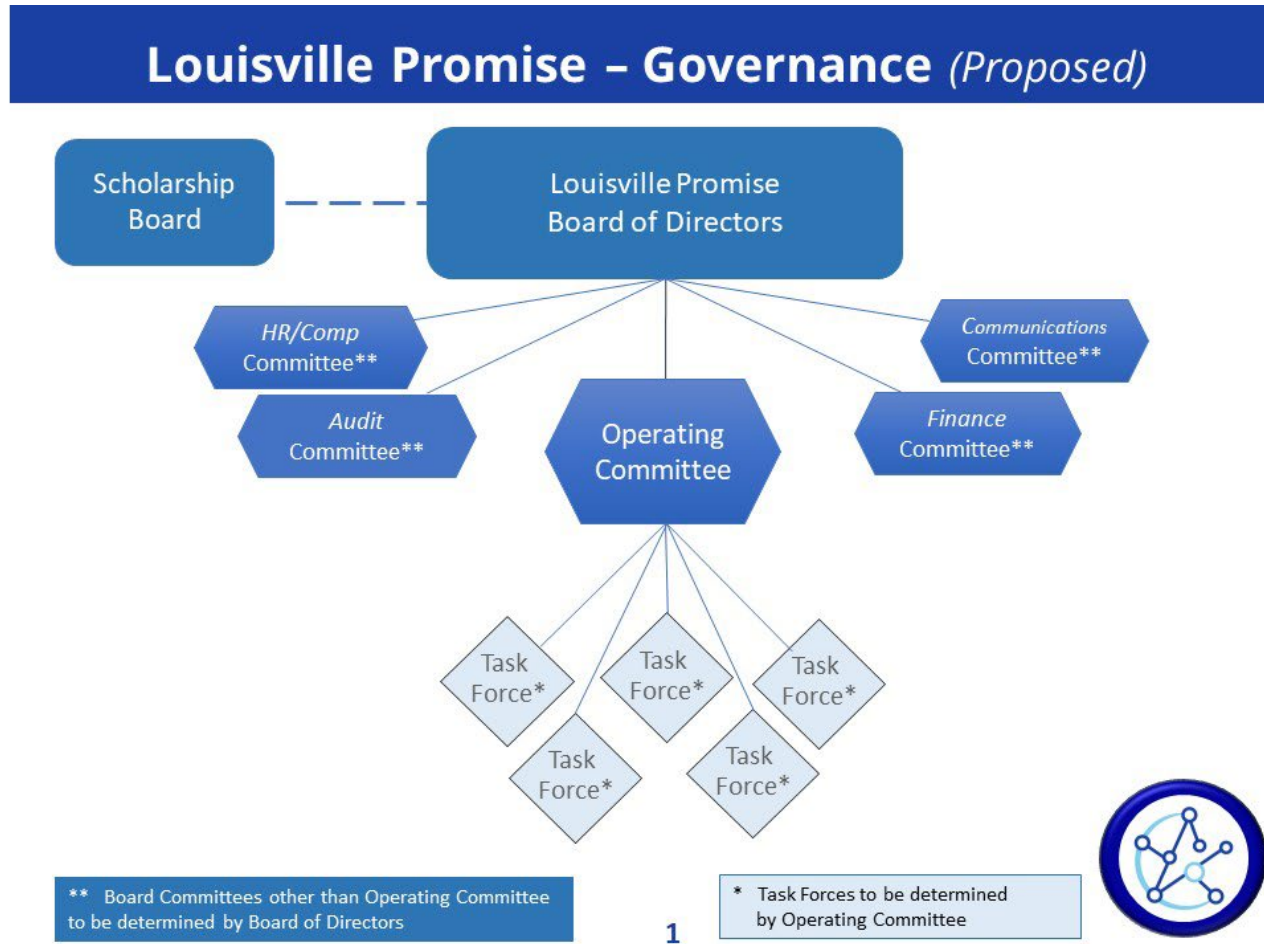 Louisville Promise – Governance (Proposed)
Scholarship
Board
Louisville Promise
Board of Directors
HR/Comp
Committee**
Communications
Committee**
Audit
Committee**
Operating
Committee
Finance
Committee**
Task
Force*
Task
Force*
Task
Force*
Task
Force*
Task
Force*
** Board Committees other than Operating Committee
to be determined by Board of Directors
* Task Forces to be determined
by Operating Committee
1